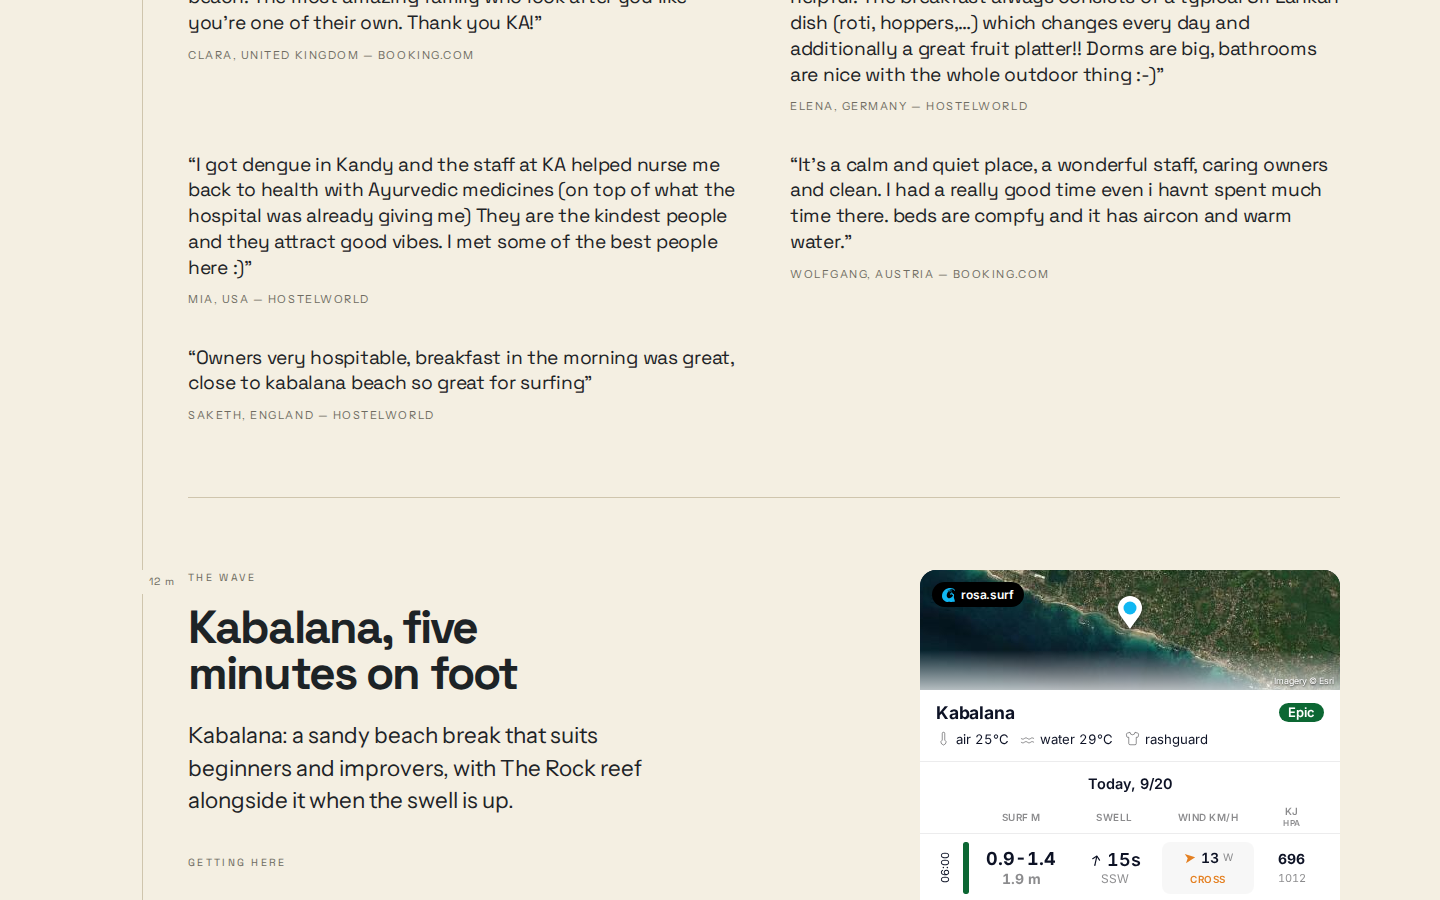 you're one of their own. Thank you KA!”
CLARA, UNITED KINGDOM — BOOKING.COM
dish (roti, hoppers,...) which changes every day and
additionally a great fruit platter!! Dorms are big, bathrooms
are nice with the whole outdoor thing :-)”
ELENA, GERMANY — HOSTELWORLD
“I got dengue in Kandy and the staff at KA helped nurse me
back to health with Ayurvedic medicines (on top of what the
hospital was already giving me) They are the kindest people
and they attract good vibes. I met some of the best people
here :)”
MIA, USA — HOSTELWORLD
“It's a calm and quiet place, a wonderful staff, caring owners
and clean. I had a really good time even i havnt spent much
time there. beds are compfy and it has aircon and warm
water.”
WOLFGANG, AUSTRIA — BOOKING.COM
“Owners very hospitable, breakfast in the morning was great,
close to kabalana beach so great for surfing”
SAKETH, ENGLAND — HOSTELWORLD
12 m
THE WAVE
Kabalana, five
minutes on foot
Kabalana: a sandy beach break that suits
beginners and improvers, with The Rock reef
alongside it when the swell is up.
GETTING HERE
rosa.surf
Imagery © Esri
Kabalana
Epic
air 25°C water 29°C rashguard
Today, 9/20
SURF M SWELL WIND KM/H KJ
HPA
06:00 0.9-1.4 15s 13 W 696
1.9 m SSW CROSS 1012